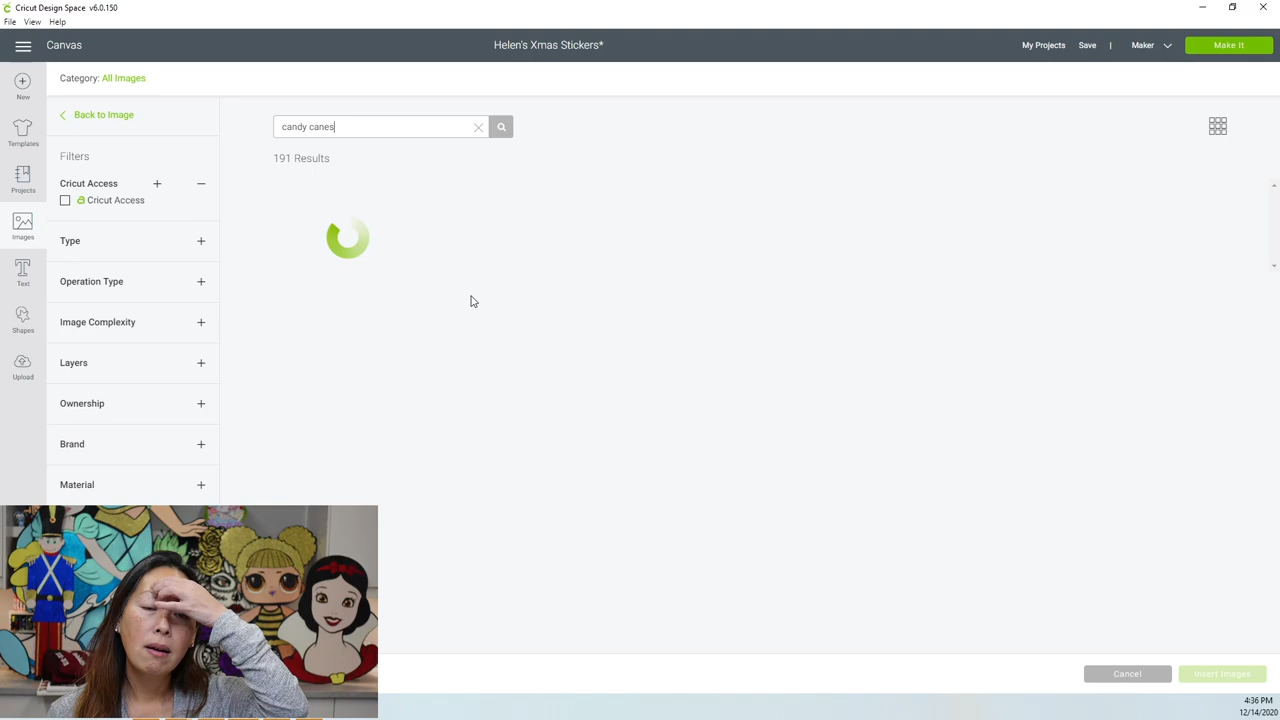 Cricut Design Space v6.0.150
File View Help
Canvas
Helen's Xmas Stickers*
My Projects Save | Maker Make It
New
Templates
Projects
Images
Text
Shapes
Upload
Category: All Images
Back to Image
Filters
Cricut Access
Cricut Access
Type
Operation Type
Image Complexity
Layers
Ownership
Brand
Material
candy canes
191 Results
Cancel Insert Images
4:36 PM
12/14/2020